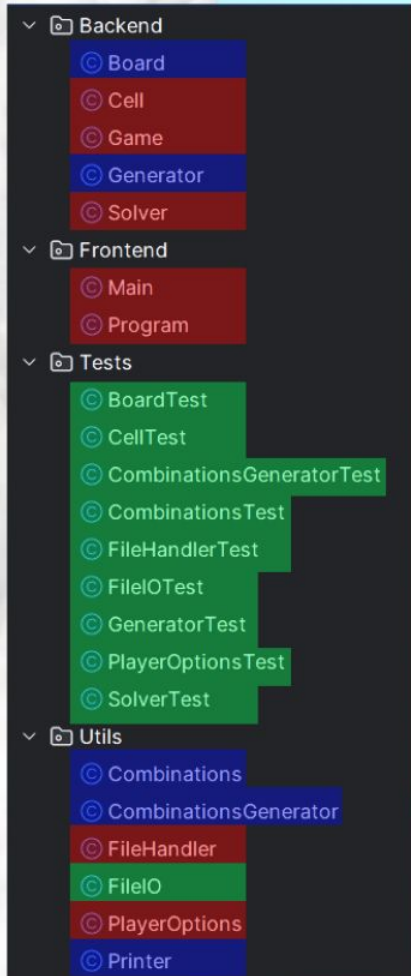 Backend
Board
Cell
Game
Generator
Solver
Frontend
Main
Program
Tests
BoardTest
CellTest
CombinationsGeneratorTest
CombinationsTest
FileHandlerTest
FileIOTest
GeneratorTest
PlayerOptionsTest
SolverTest
Utils
Combinations
CombinationsGenerator
FileHandler
FileIO
PlayerOptions
Printer